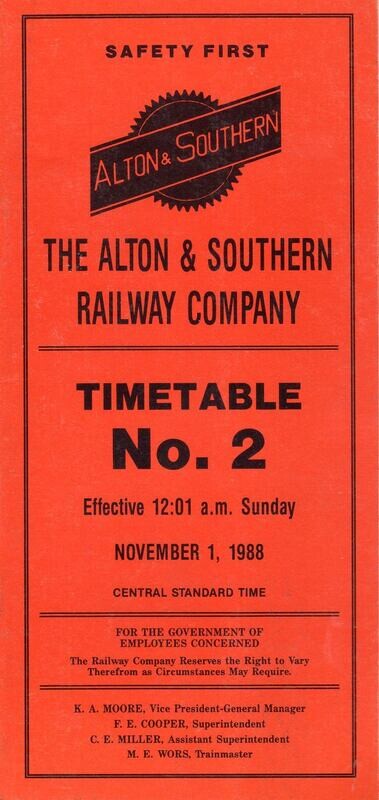 SAFETY FIRST
ALTON & SOUTHERN
THE ALTON & SOUTHERN
RAILWAY COMPANY
TIMETABLE
No. 2
Effective 12:01 a.m. Sunday
NOVEMBER 1, 1988
CENTRAL STANDARD TIME
FOR THE GOVERNMENT OF
EMPLOYEES CONCERNED
The Railway Company Reserves the Right to Vary
Therefrom as Circumstances May Require.
K. A. MOORE, Vice President-General Manager
F. E. COOPER, Superintendent
C. E. MILLER, Assistant Superintendent
M. E. WORS, Trainmaster